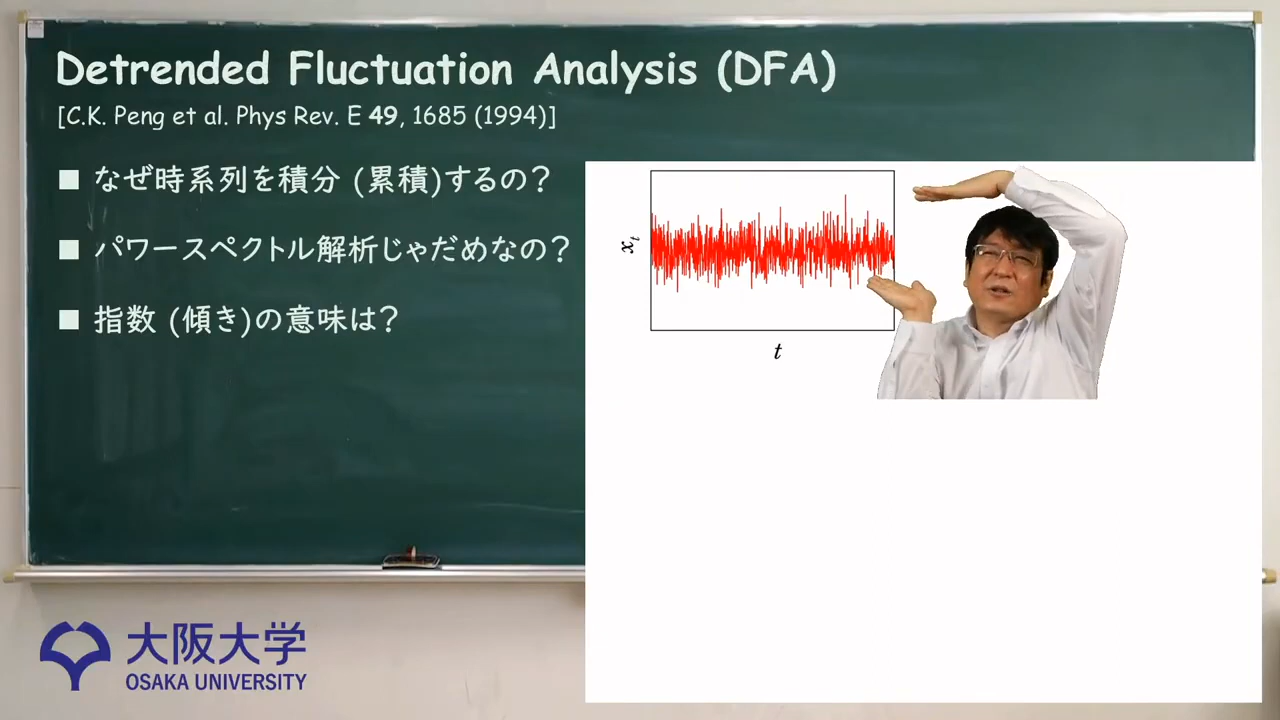 Detrended Fluctuation Analysis (DFA)
[C.K. Peng et al. Phys Rev. E 49, 1685 (1994)]
■ なぜ時系列を積分 (累積)するの？
■ パワースペクトル解析じゃだめなの？
■ 指数 (傾き)の意味は？
xt
t
大阪大学
OSAKA UNIVERSITY